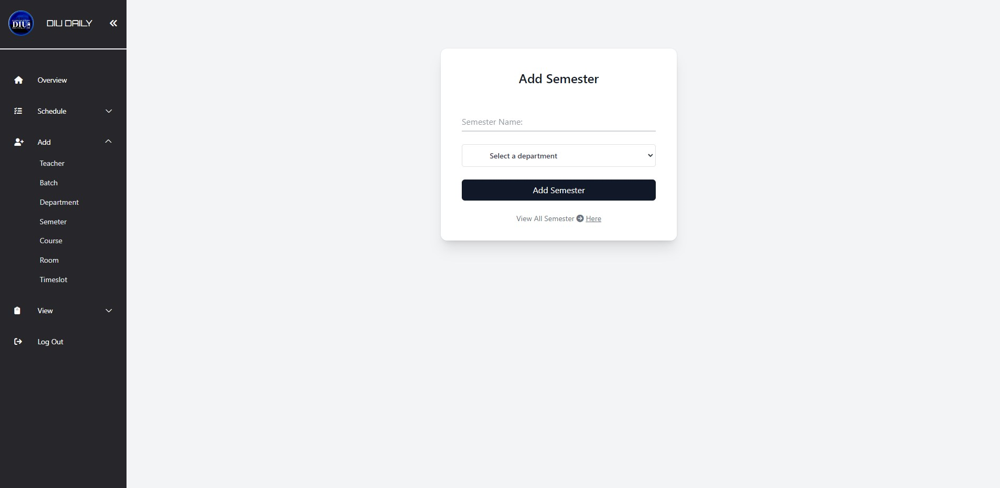 DIU
DIU DAILY
Overview
Schedule
Add
Teacher
Batch
Department
Semeter
Course
Room
Timeslot
View
Log Out
Add Semester
Semester Name:
Select a department
Add Semester
View All Semester Here